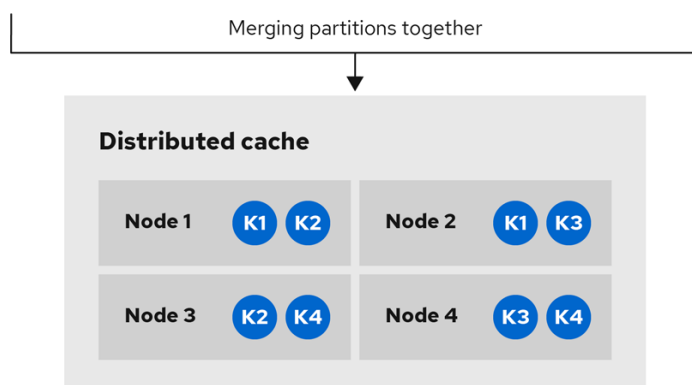 Merging partitions together
Distributed cache
Node 1 K1 K2
Node 2 K1 K3
Node 3 K2 K4
Node 4 K3 K4